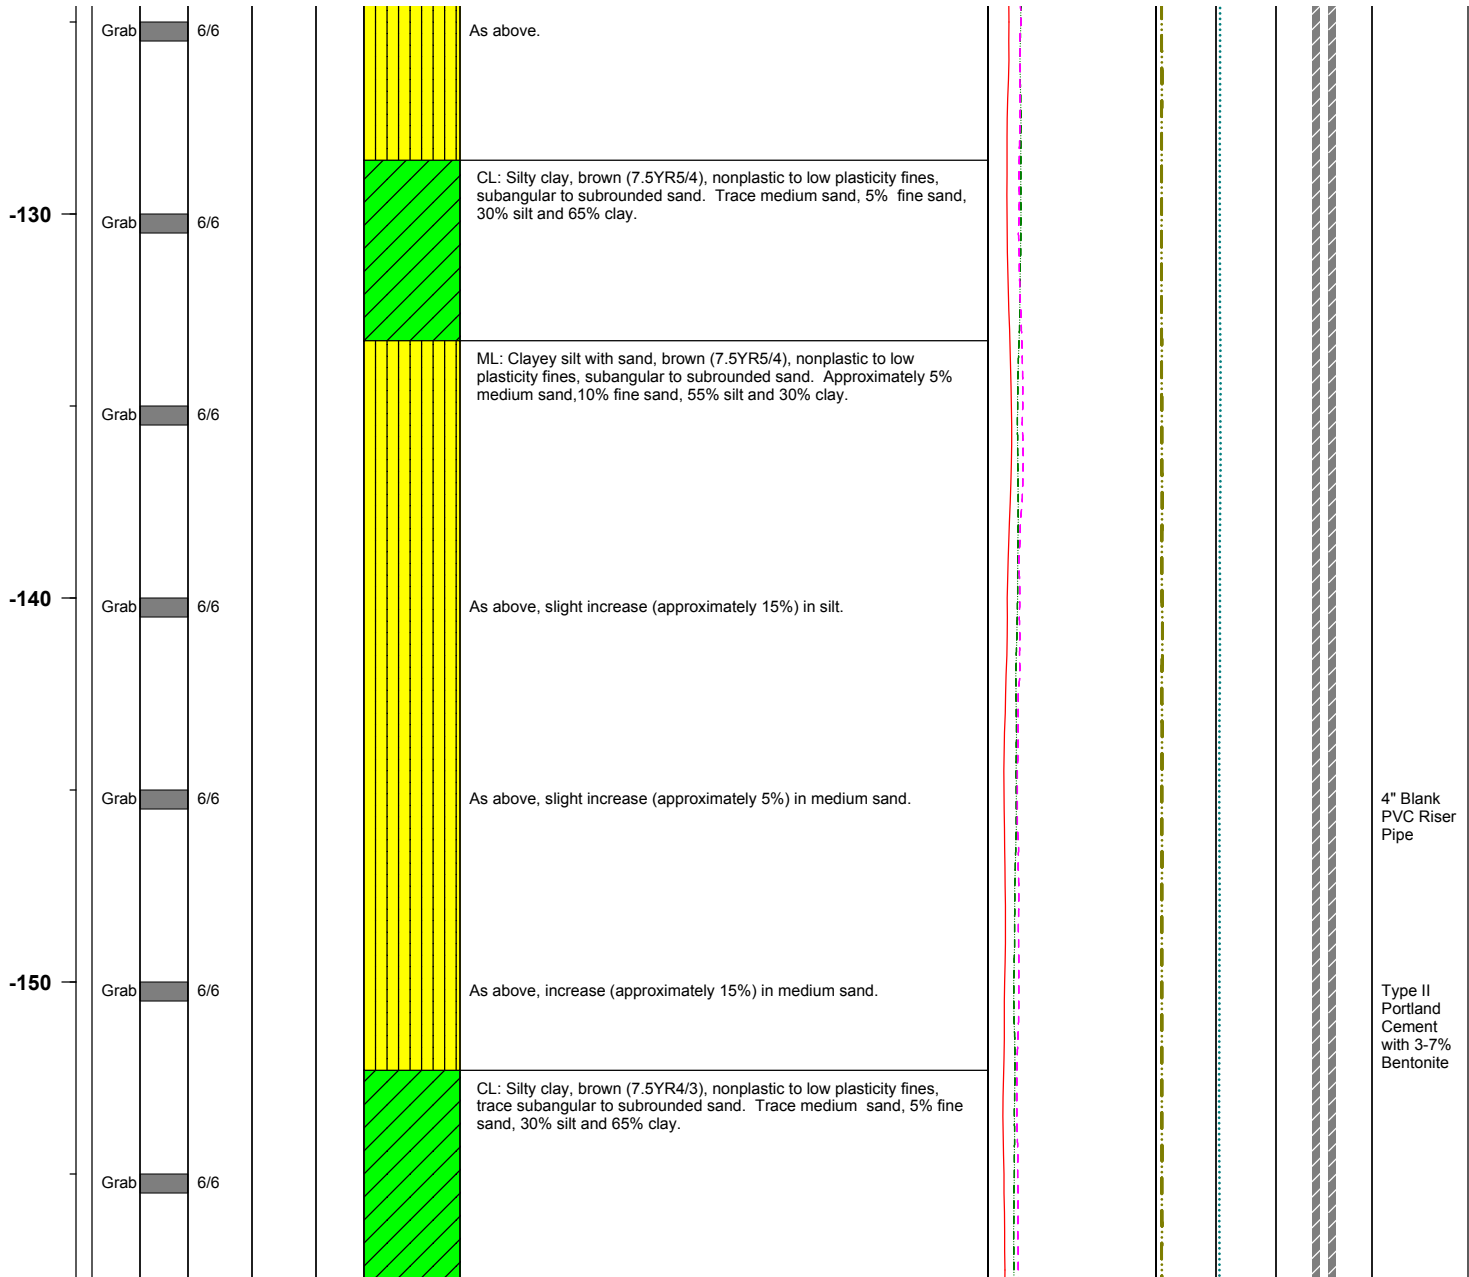 Grab 6/6 As above.
CL: Silty clay, brown (7.5YR5/4), nonplastic to low plasticity fines,
subangular to subrounded sand. Trace medium sand, 5% fine sand,
30% silt and 65% clay.
-130 Grab 6/6
ML: Clayey silt with sand, brown (7.5YR5/4), nonplastic to low
plasticity fines, subangular to subrounded sand. Approximately 5%
medium sand,10% fine sand, 55% silt and 30% clay.
Grab 6/6
-140 Grab 6/6 As above, slight increase (approximately 15%) in silt.
Grab 6/6 As above, slight increase (approximately 5%) in medium sand.
4" Blank
PVC Riser
Pipe
-150 Grab 6/6 As above, increase (approximately 15%) in medium sand.
Type II
Portland
Cement
with 3-7%
Bentonite
CL: Silty clay, brown (7.5YR4/3), nonplastic to low plasticity fines,
trace subangular to subrounded sand. Trace medium sand, 5% fine
sand, 30% silt and 65% clay.
Grab 6/6